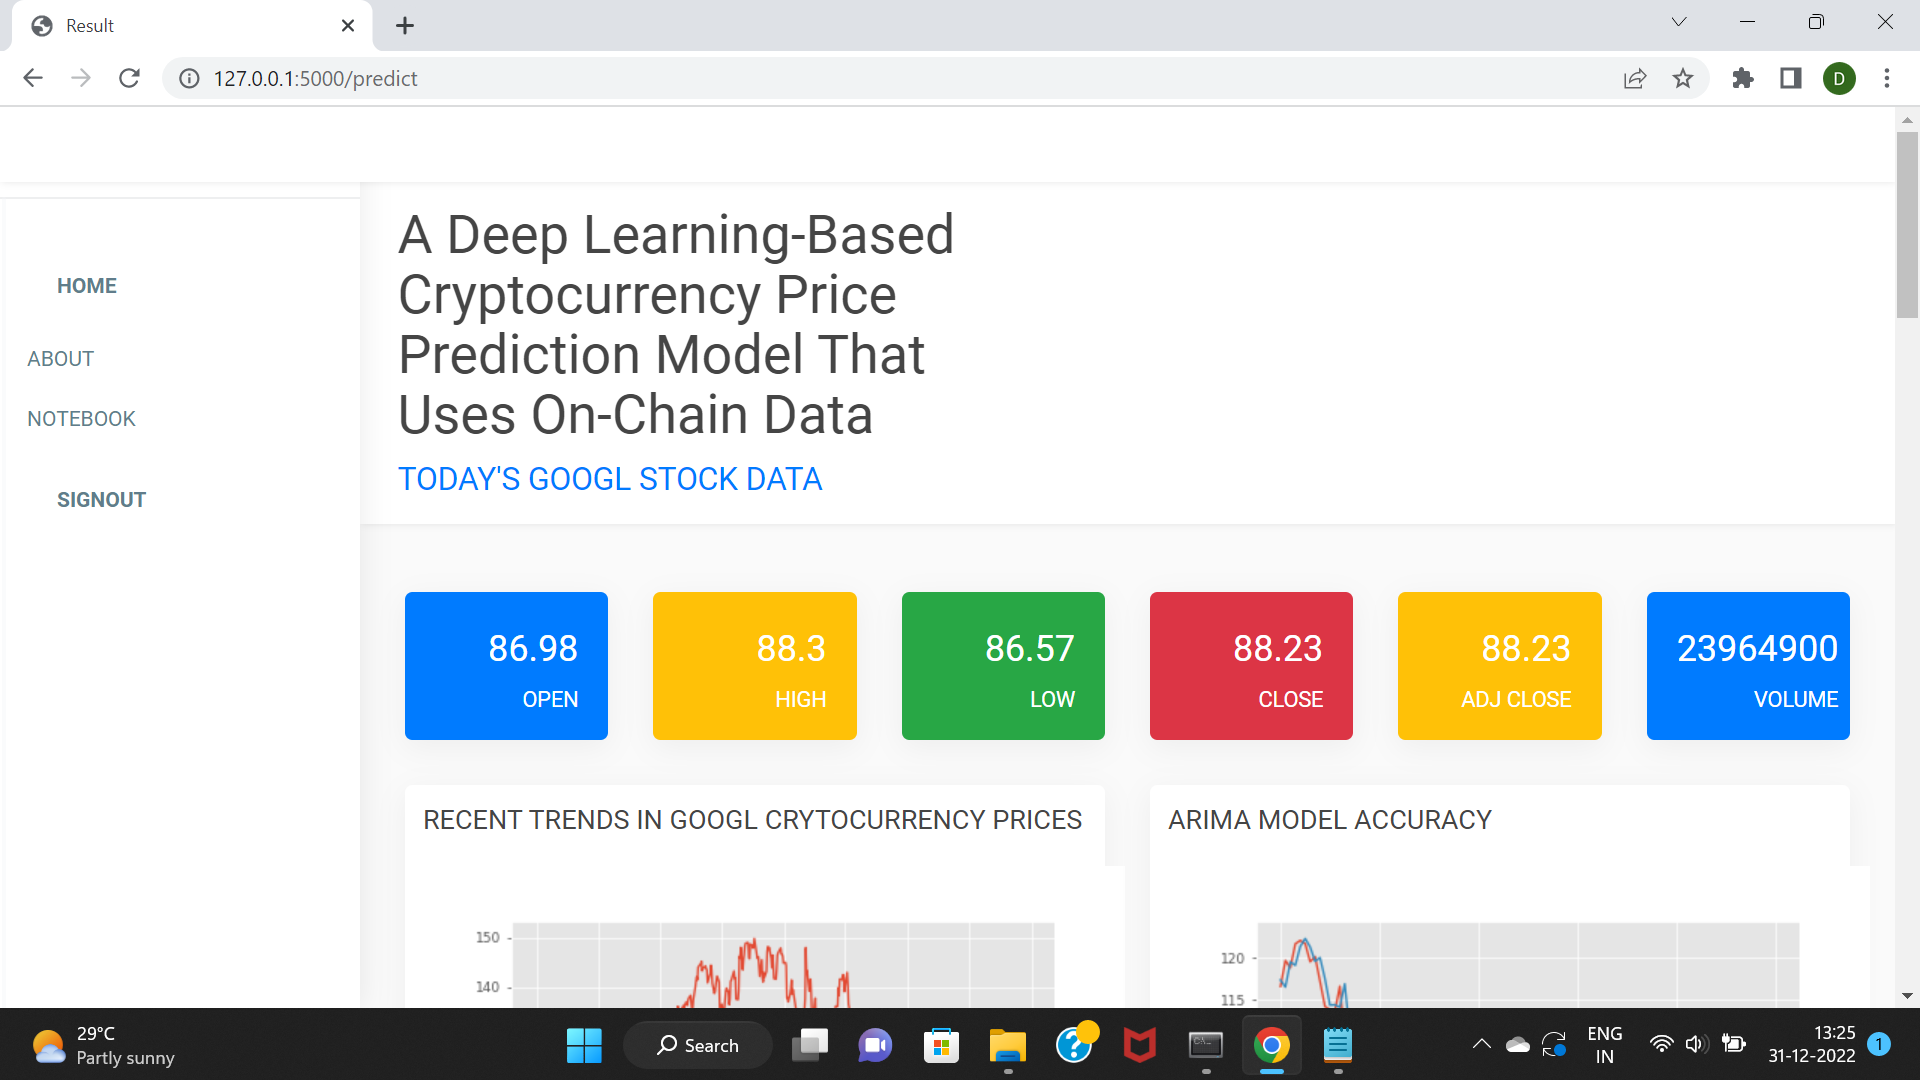 Result
127.0.0.1:5000/predict
D
HOME
ABOUT
NOTEBOOK
SIGNOUT
A Deep Learning-Based
Cryptocurrency Price
Prediction Model That
Uses On-Chain Data
TODAY'S GOOGL STOCK DATA
86.98
OPEN
88.3
HIGH
86.57
LOW
88.23
CLOSE
88.23
ADJ CLOSE
23964900
VOLUME
RECENT TRENDS IN GOOGL CRYTOCURRENCY PRICES
150
140
ARIMA MODEL ACCURACY
120
115
29°C
Partly sunny
Search
ENG
IN
13:25
31-12-2022
1